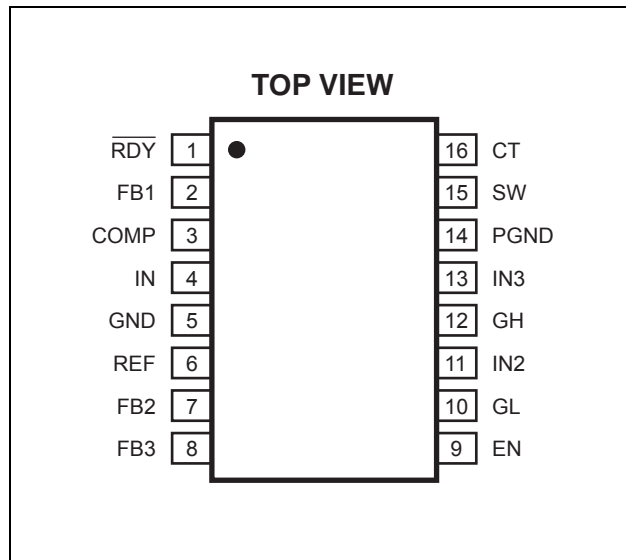 TOP VIEW
RDY 1 16 CT
FB1 2 15 SW
COMP 3 14 PGND
IN 4 13 IN3
GND 5 12 GH
REF 6 11 IN2
FB2 7 10 GL
FB3 8 9 EN